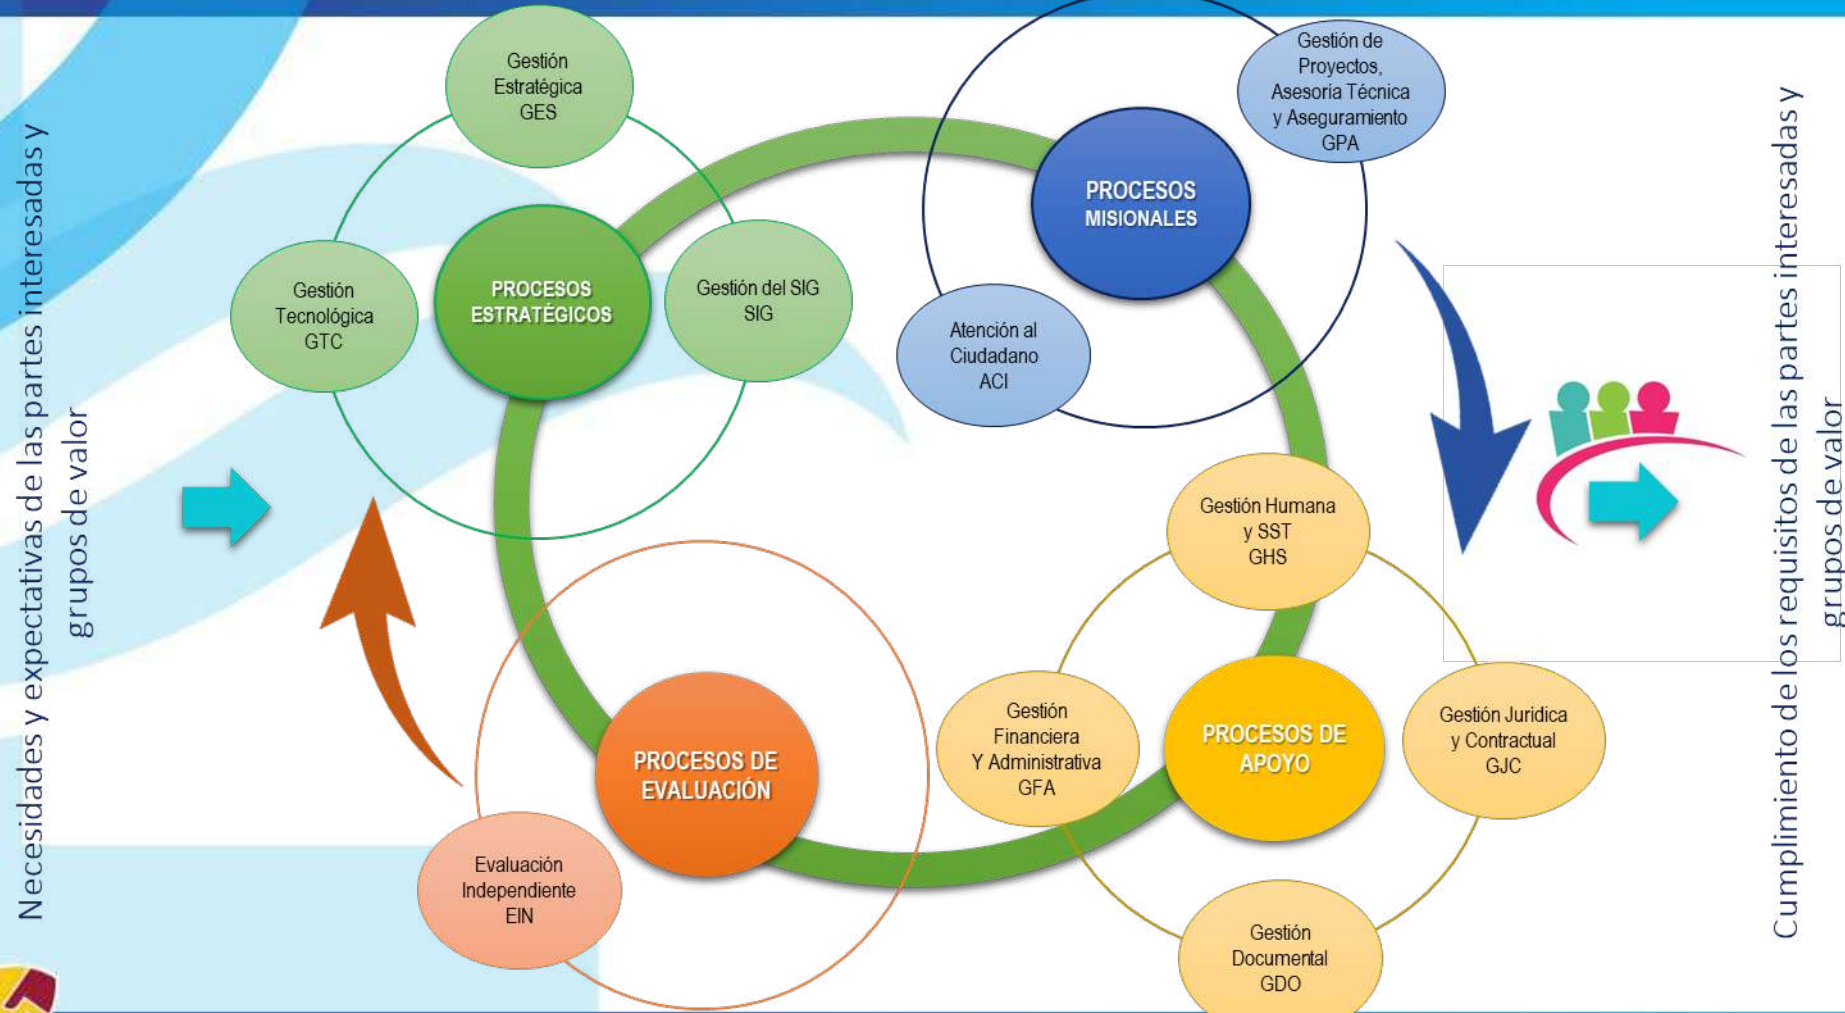 Necesidades y expectativas de las partes interesadas y
grupos de valor
Gestión
Estratégica
GES
Gestión
Tecnológica
GTC
PROCESOS
ESTRATÉGICOS
Gestión del SIG
SIG
PROCESOS
MISIONALES
Gestión de
Proyectos,
Asesoría Técnica
y Aseguramiento
GPA
Atención al
Ciudadano
ACI
Gestión Humana
y SST
GHS
Gestión
Financiera
Y Administrativa
GFA
PROCESOS DE
APOYO
Gestión Jurídica
y Contractual
GJC
Gestión
Documental
GDO
PROCESOS DE
EVALUACIÓN
Evaluación
Independiente
EIN
Cumplimiento de los requisitos de las partes interesadas y
grupos de valor